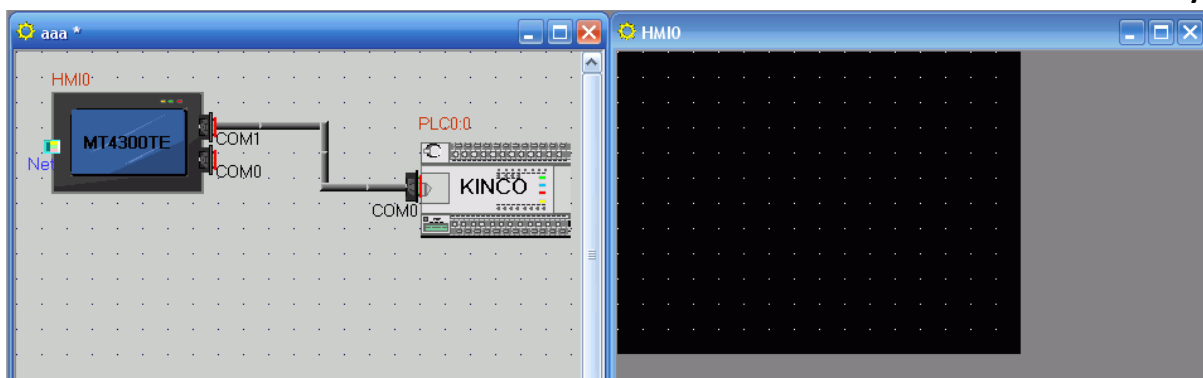 aaa *
HMI0
HMI0
MT4300TE
COM1
COM0
Net
PLC0:0
KINCO
COM0